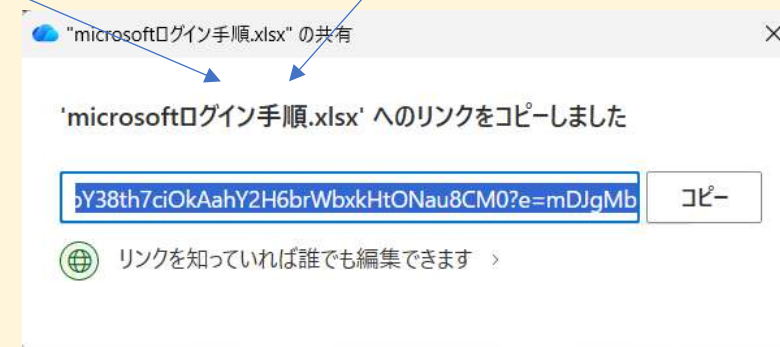 "microsoftログイン手順.xlsx" の共有
'microsoftログイン手順.xlsx' へのリンクをコピーしました
Y38th7ciOkAahY2H6brWbxkHtONau8CM0?e=mDJgMb
コピー
リンクを知っていれば誰でも編集できます